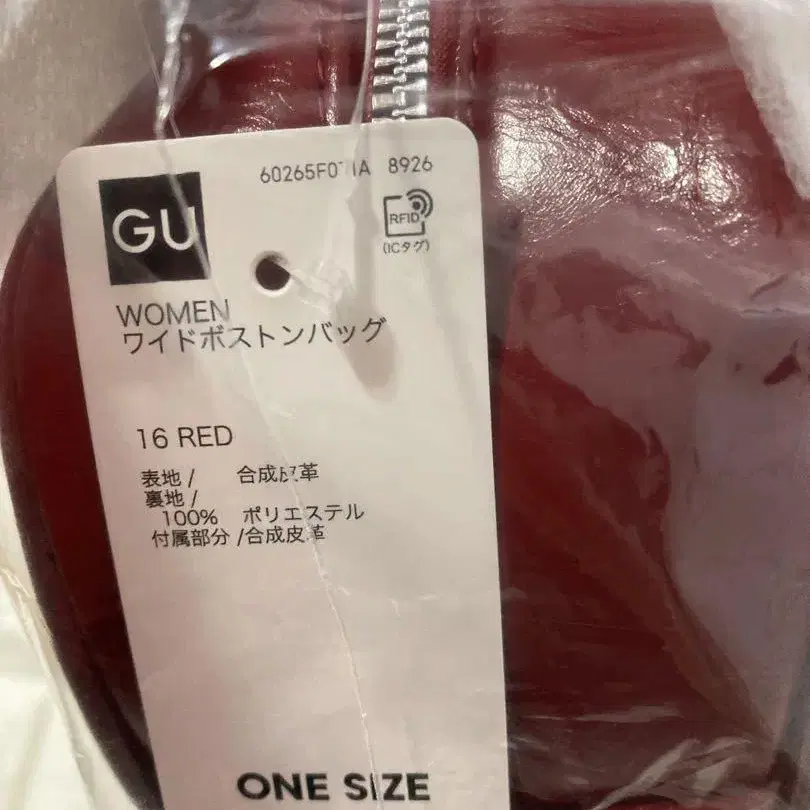 8926
GU
RFID
(ICタグ)
WOMEN
ワイドボストンバッグ
16 RED
表地 / 合成皮革
裏地 /
100% ポリエステル
付属部分 /合成皮革
ONE SIZE